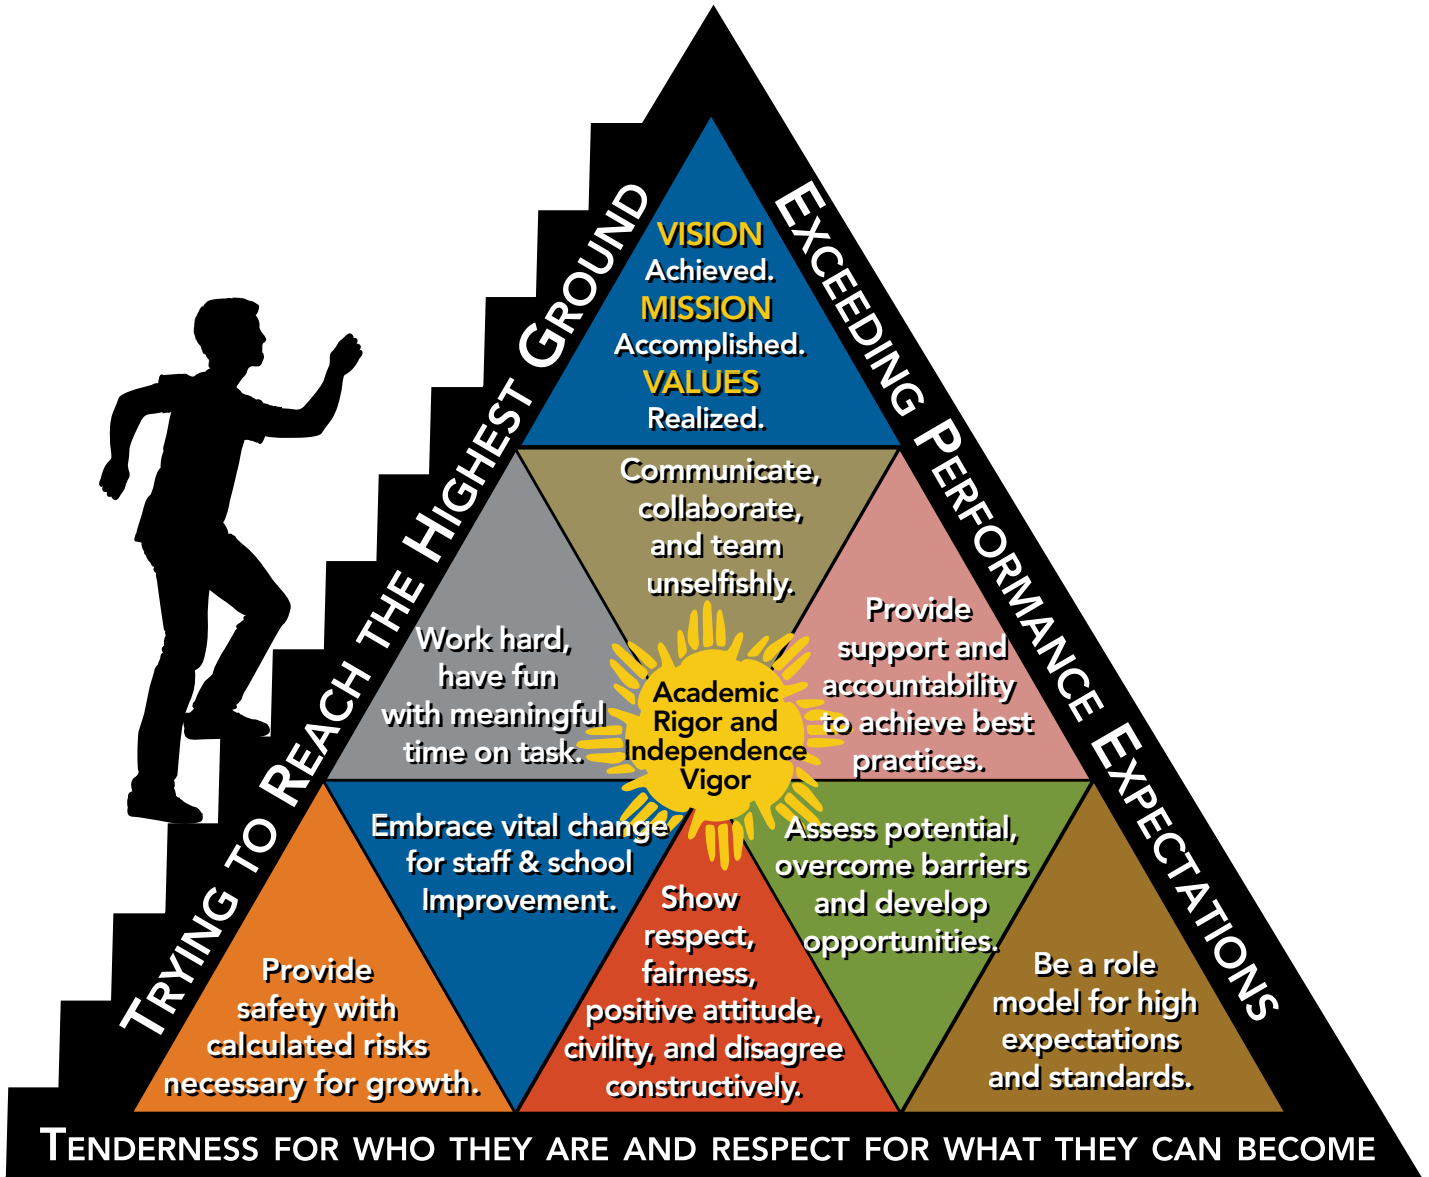 VISION
Achieved.
MISSION
Accomplished.
VALUES
Realized.
TRYING TO REACH THE HIGHEST GROUND
EXCEEDING PERFORMANCE EXPECTATIONS
Communicate,
collaborate,
and team
unselfishly.
Work hard,
have fun
with meaningful
time on task.
Academic
Rigor and
Independence
Vigor
Provide
support and
accountability
to achieve best
practices.
Embrace vital change
for staff & school
Improvement.
Assess potential,
overcome barriers
and develop
opportunities.
Provide
safety with
calculated risks
necessary for growth.
Show
respect,
fairness,
positive attitude,
civility, and disagree
constructively.
Be a role
model for high
expectations
and standards.
TENDERNESS FOR WHO THEY ARE AND RESPECT FOR WHAT THEY CAN BECOME